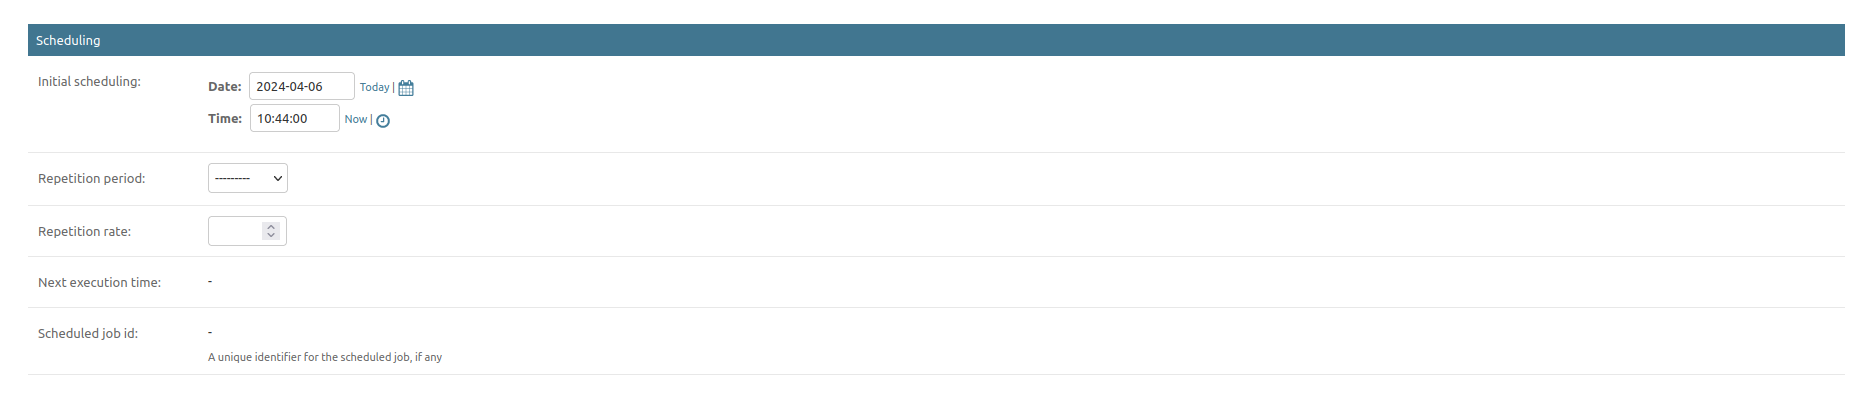 Scheduling
Initial scheduling:
Date: 2024-04-06 Today |
Time: 10:44:00 Now |
Repetition period: ---------
Repetition rate:
Next execution time: -
Scheduled job id: -
A unique identifier for the scheduled job, if any